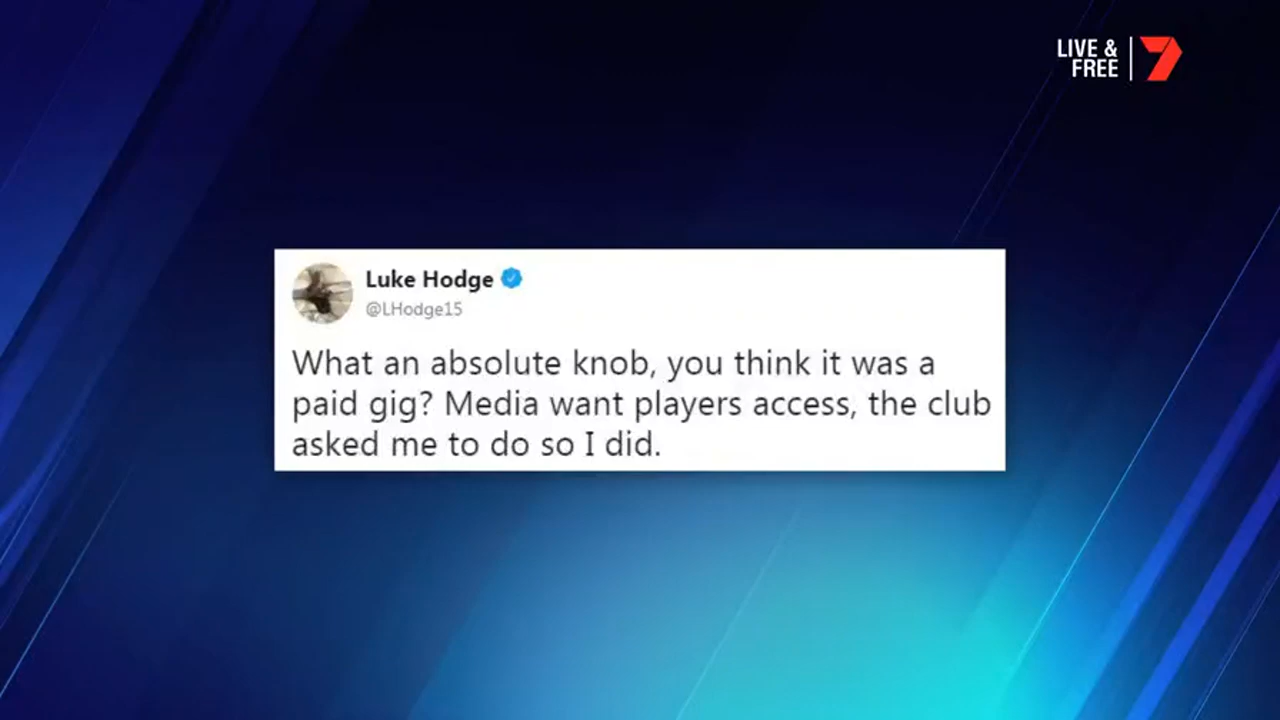 LIVE &
FREE
7
Luke Hodge
@LHodge15
What an absolute knob, you think it was a
paid gig? Media want players access, the club
asked me to do so I did.